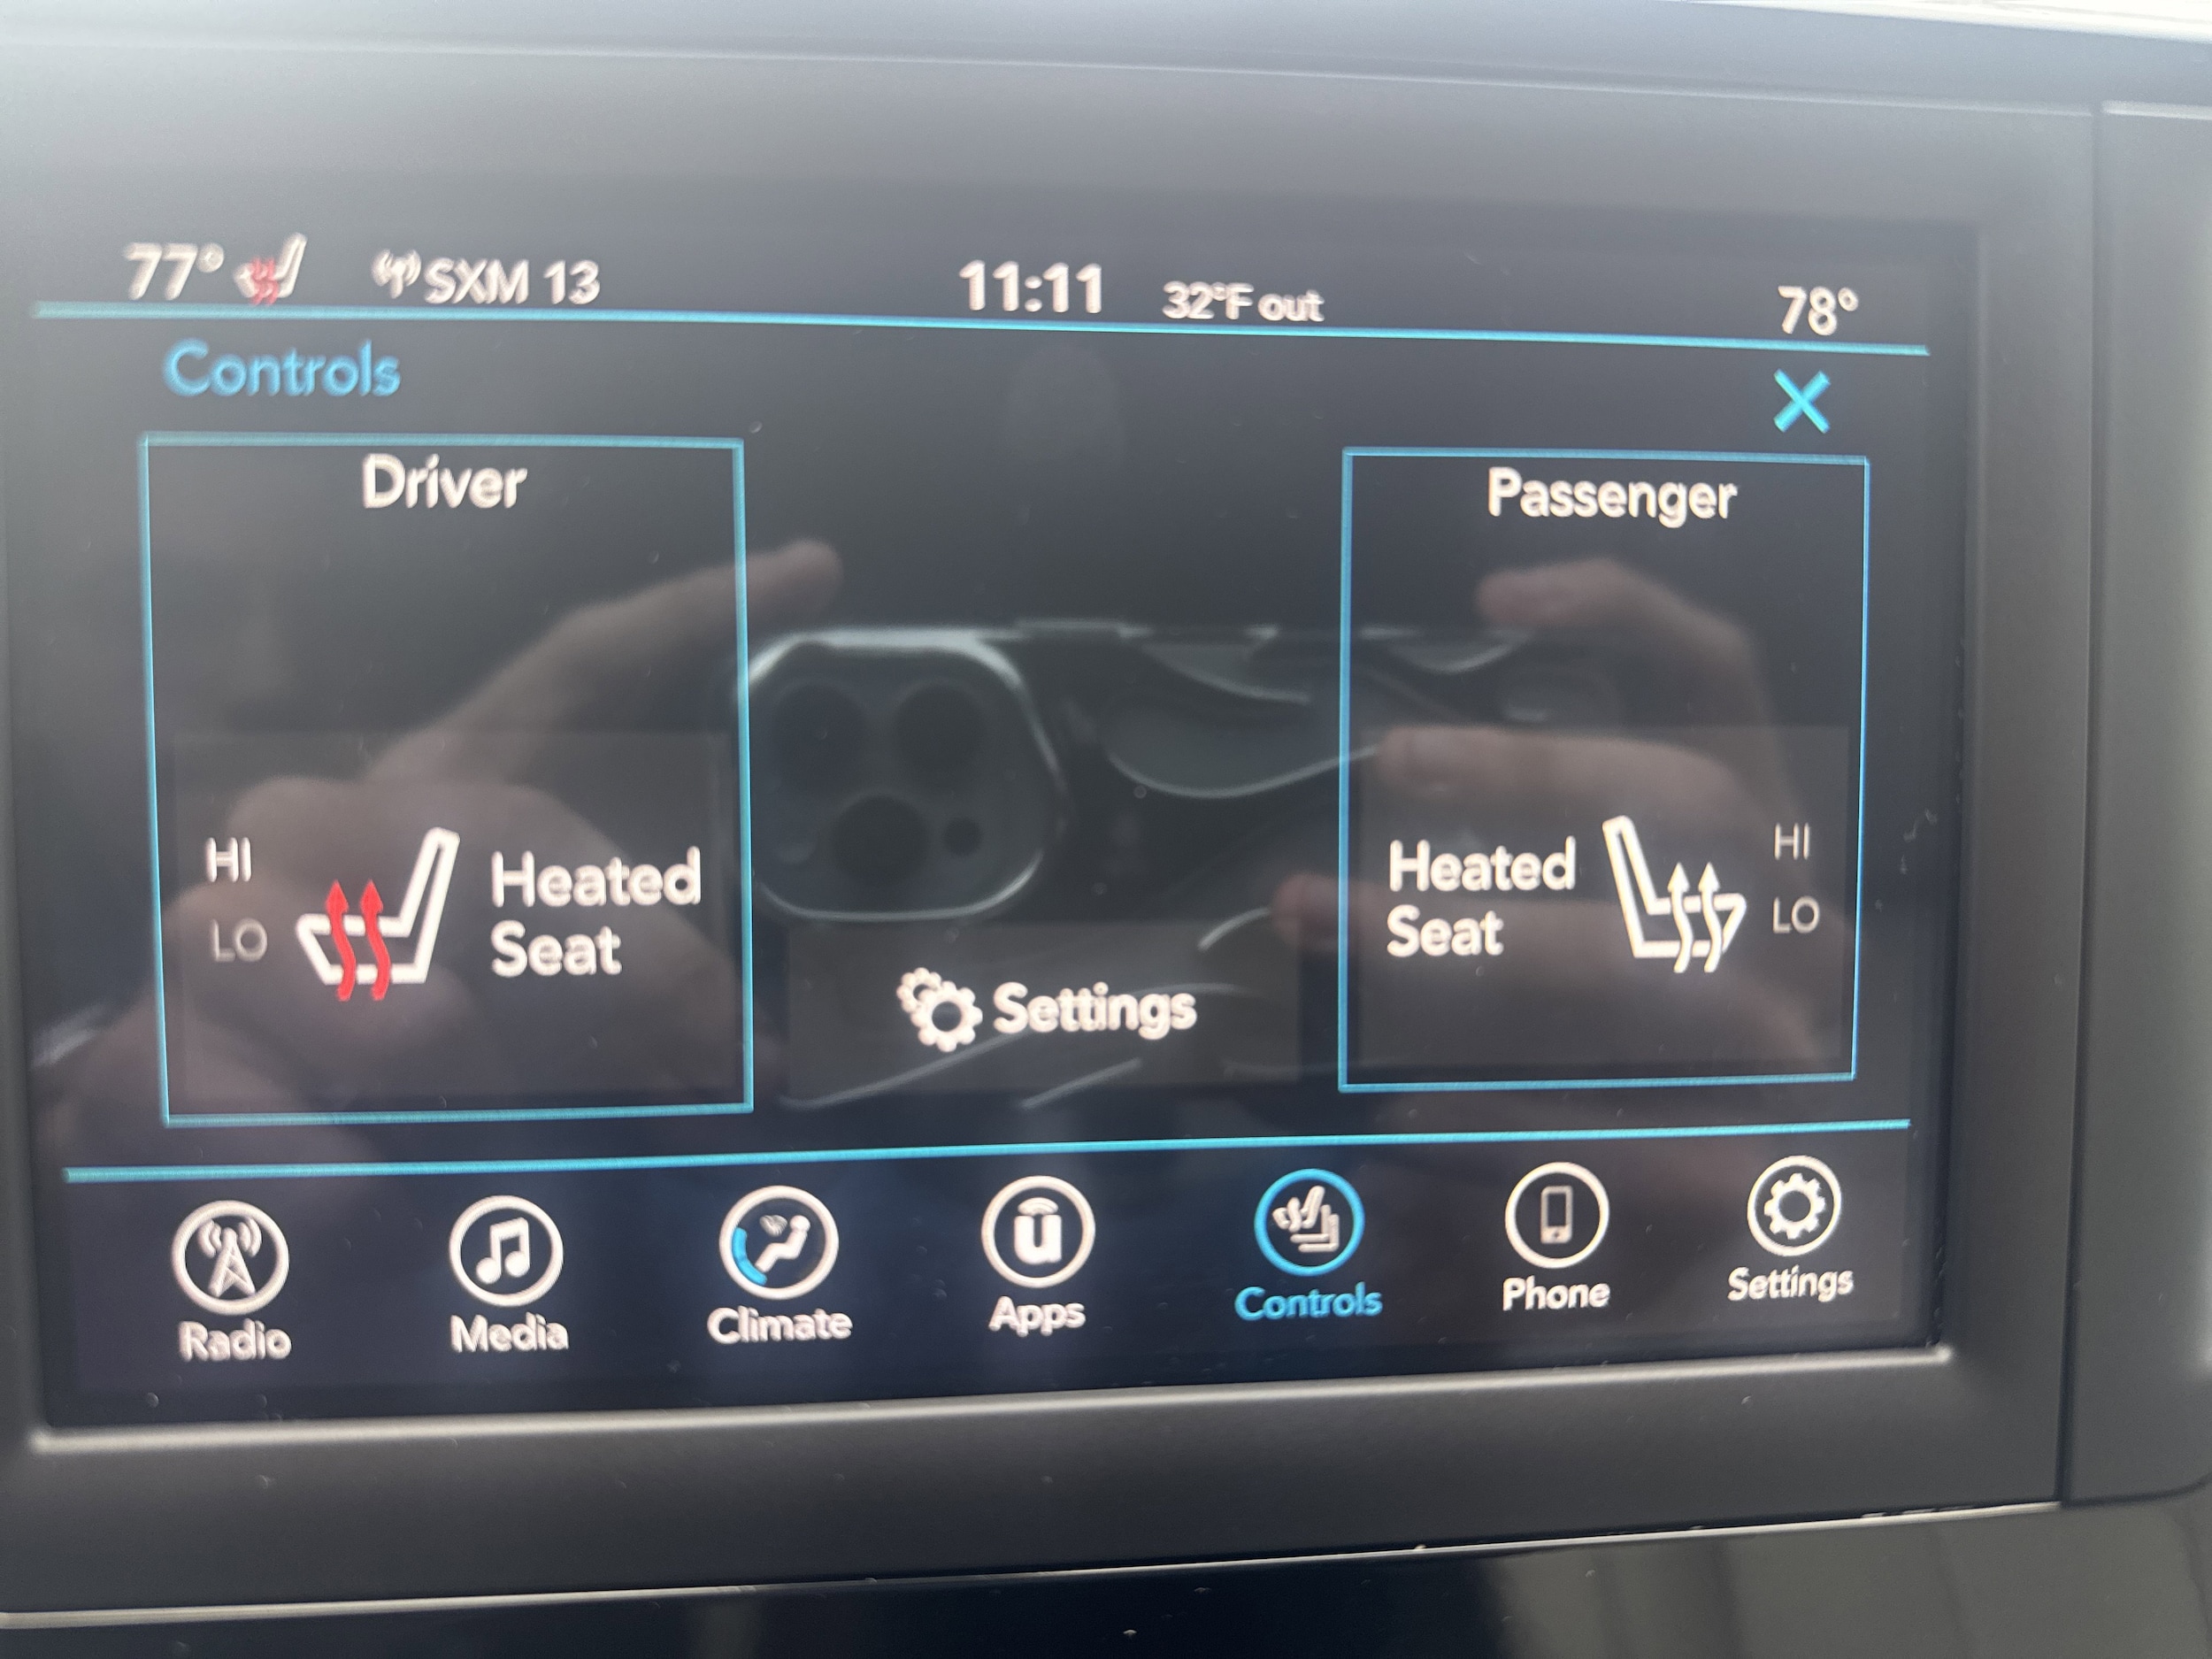 77° SXM 13 11:11 32°F out 78°
Controls X
Driver
Passenger
HI
LO
Heated
Seat
Settings
Heated
Seat
HI
LO
Radio
Media
Climate
u
Apps
Controls
Phone
Settings